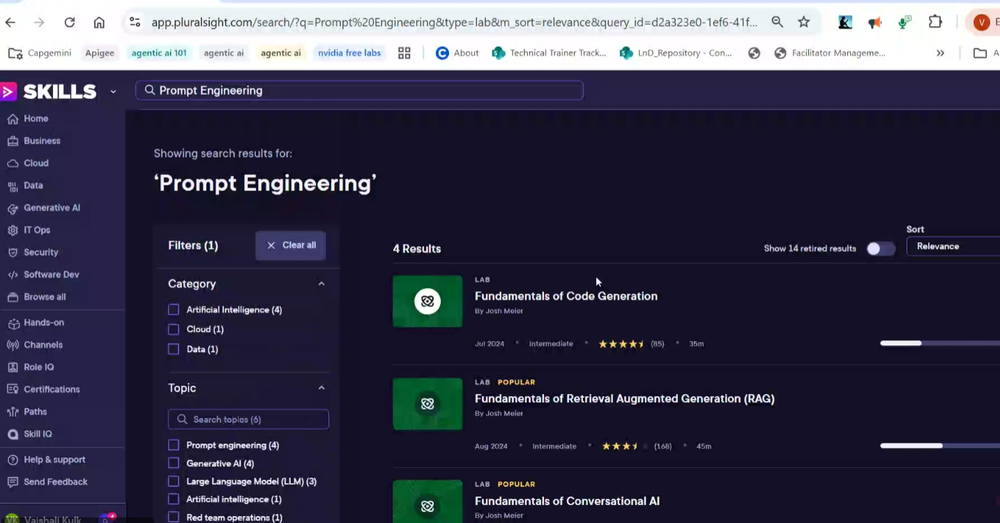 app.pluralsight.com/search/?q=Prompt%20Engineering&type=lab&m_sort=relevance&query_id=d2a323e0-1ef6-41f...
V
Capgemini Apigee agentic ai 101 agentic ai agentic ai nvidia free labs About Technical Trainer Track... LnD_Repository - Con... Facilitator Manageme... »
SKILLS
Prompt Engineering
Home
Business
Cloud
Data
Generative AI
IT Ops
Security
Software Dev
Browse all
Hands-on
Channels
Role IQ
Certifications
Paths
Skill IQ
Help & support
Send Feedback
VK Vaishali Kulk 4
Showing search results for:
‘Prompt Engineering’
Filters (1)
Clear all
Category
Artificial Intelligence (4)
Cloud (1)
Data (1)
Topic
Search topics (6)
Prompt engineering (4)
Generative AI (4)
Large Language Model (LLM) (3)
Artificial intelligence (1)
Red team operations (1)
4 Results
Show 14 retired results
Sort
Relevance
LAB
Fundamentals of Code Generation
By Josh Meier
Jul 2024 • Intermediate • (85) • 35m
LAB POPULAR
Fundamentals of Retrieval Augmented Generation (RAG)
By Josh Meier
Aug 2024 • Intermediate • (168) • 45m
LAB POPULAR
Fundamentals of Conversational AI
By Josh Meier